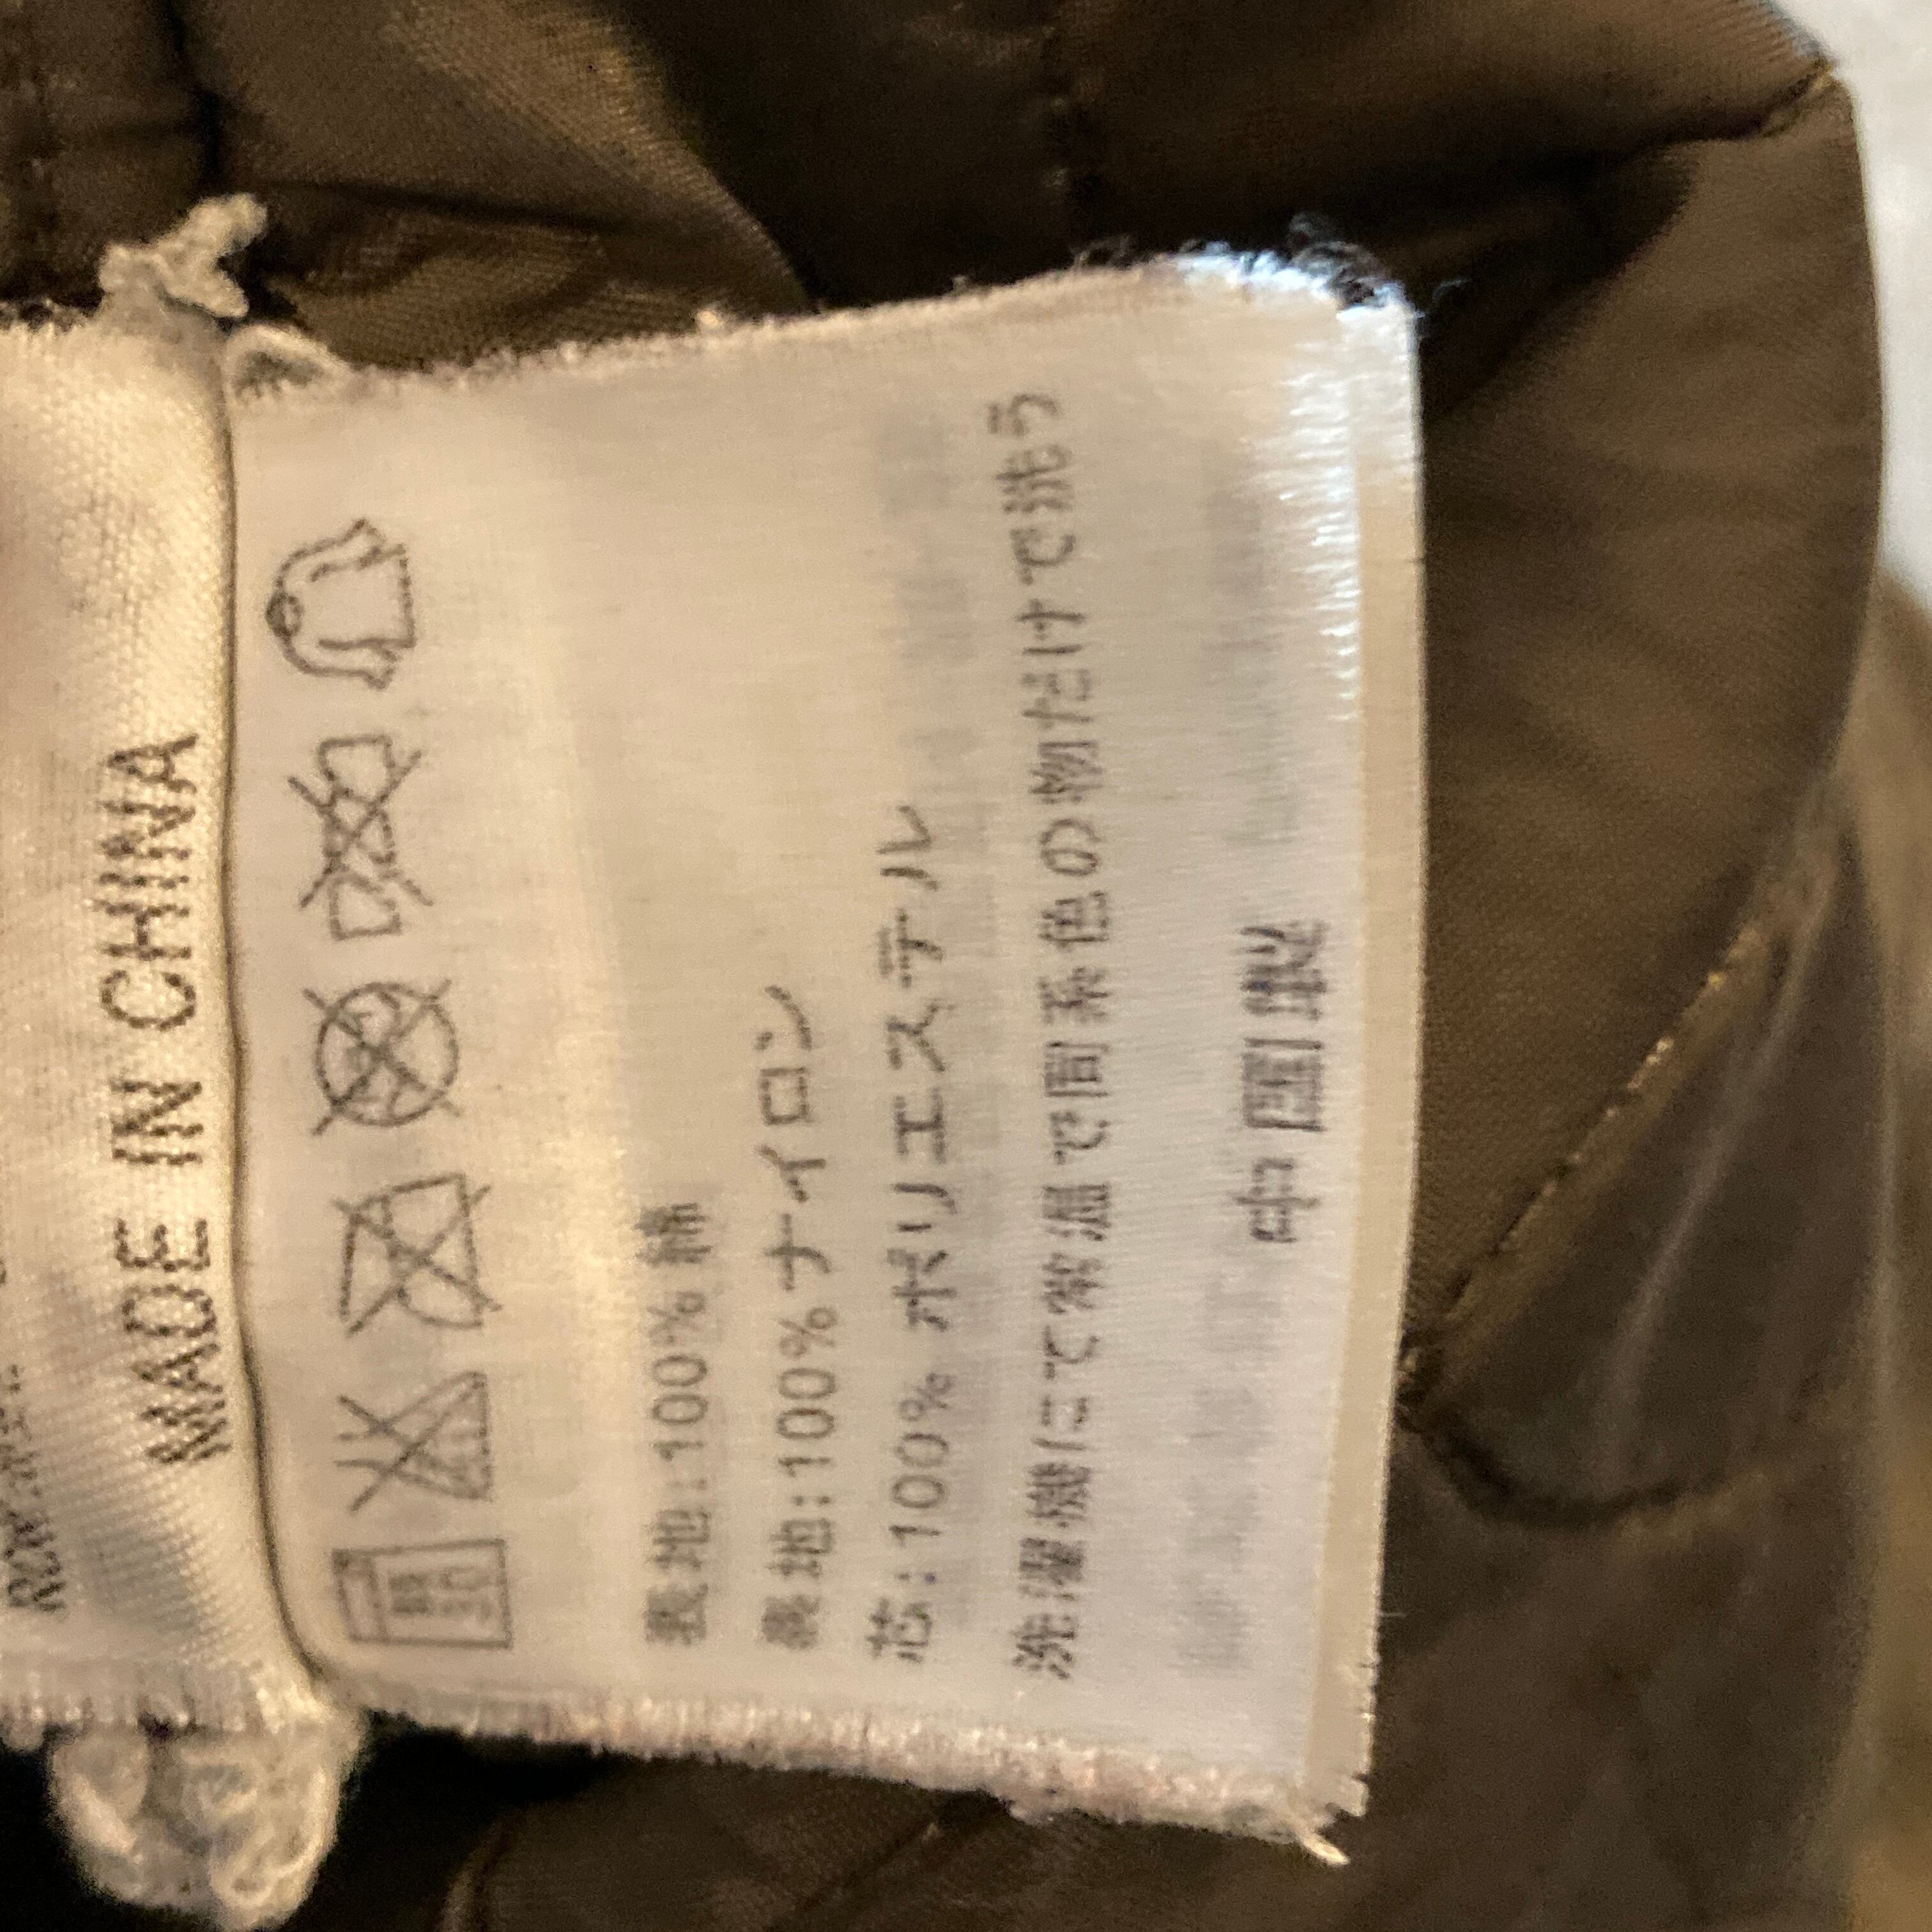 MADE IN CHINA
表地:100% 綿
裏地:100% ナイロン
芯:100% ポリエステル
洗濯機にて常温で同系色の物だけで洗う
中国製